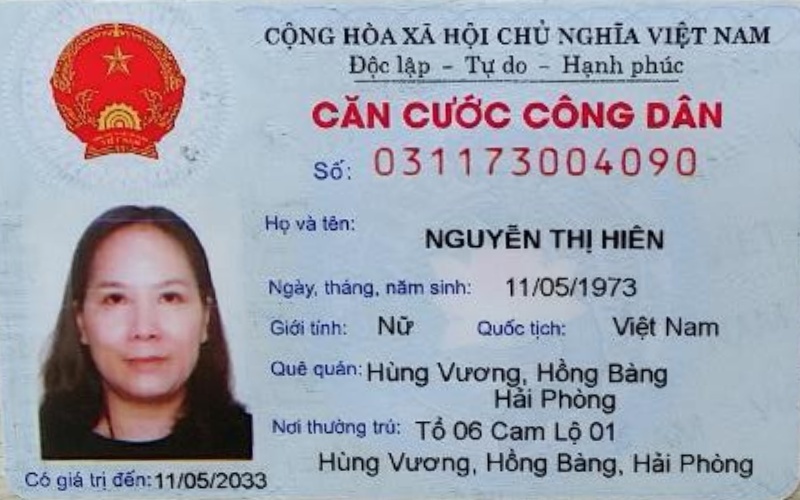 CỘNG HÒA XÃ HỘI CHỦ NGHĨA VIỆT NAM
Độc lập - Tự do - Hạnh phúc
CĂN CƯỚC CÔNG DÂN
Số: 031173004090
Họ và tên: NGUYỄN THỊ HIÊN
Ngày, tháng, năm sinh: 11/05/1973
Giới tính: Nữ Quốc tịch: Việt Nam
Quê quán: Hùng Vương, Hồng Bàng
Hải Phòng
Nơi thường trú: Tổ 06 Cam Lộ 01
Hùng Vương, Hồng Bàng, Hải Phòng
Có giá trị đến: 11/05/2033